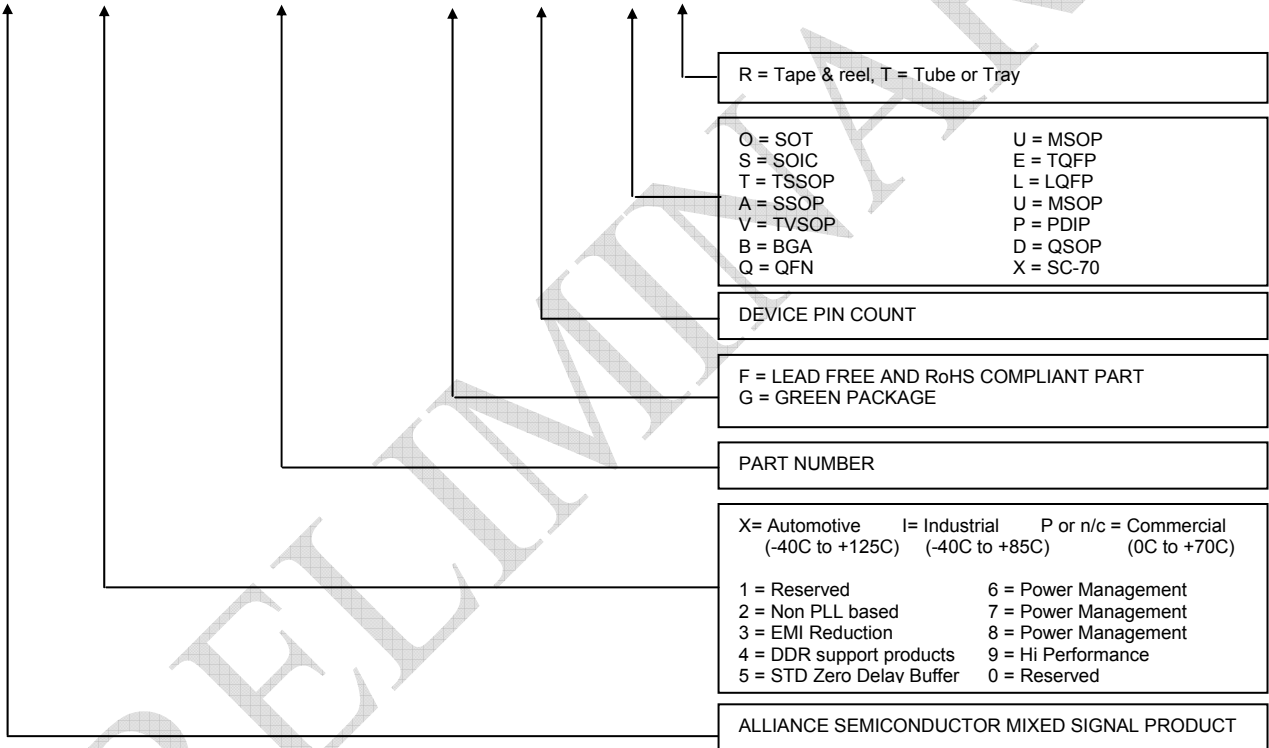 R = Tape & reel, T = Tube or Tray
O = SOT U = MSOP
S = SOIC E = TQFP
T = TSSOP L = LQFP
A = SSOP U = MSOP
V = TVSOP P = PDIP
B = BGA D = QSOP
Q = QFN X = SC-70
DEVICE PIN COUNT
F = LEAD FREE AND RoHS COMPLIANT PART
G = GREEN PACKAGE
PART NUMBER
X= Automotive I= Industrial P or n/c = Commercial
(-40C to +125C) (-40C to +85C) (0C to +70C)
1 = Reserved 6 = Power Management
2 = Non PLL based 7 = Power Management
3 = EMI Reduction 8 = Power Management
4 = DDR support products 9 = Hi Performance
5 = STD Zero Delay Buffer 0 = Reserved
ALLIANCE SEMICONDUCTOR MIXED SIGNAL PRODUCT